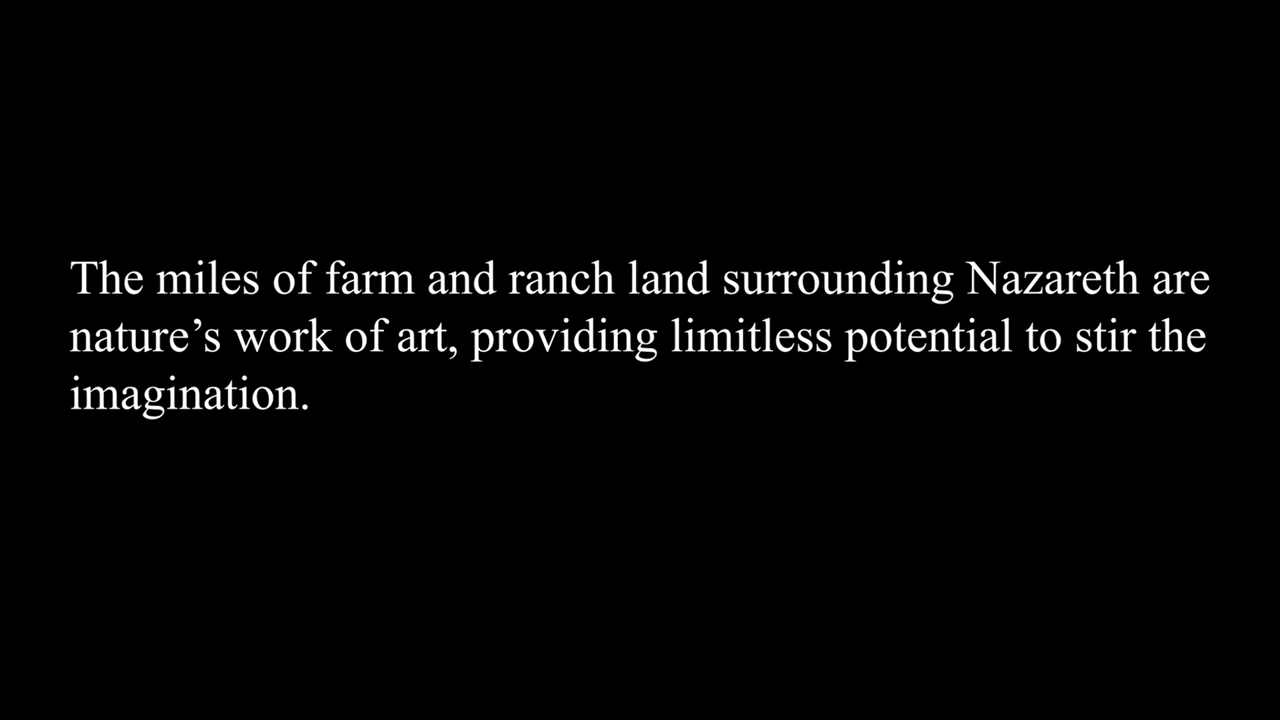 The miles of farm and ranch land surrounding Nazareth are
nature’s work of art, providing limitless potential to stir the
imagination.